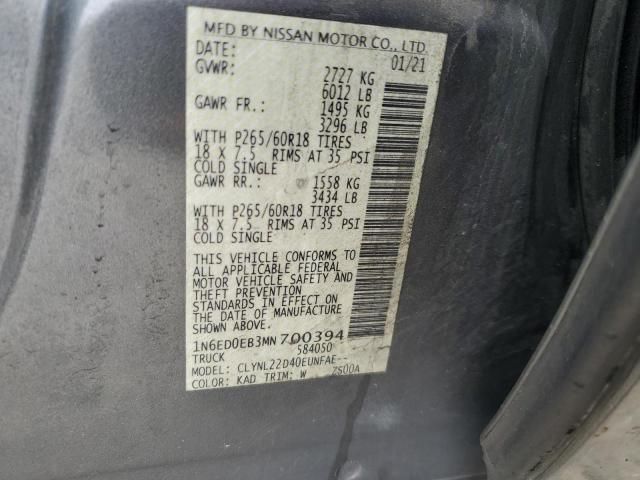 MFD BY NISSAN MOTOR CO., LTD.
DATE: 01/21
GVWR: 2727 KG
6012 LB
GAWR FR.: 1495 KG
3296 LB
WITH P265/60R18 TIRES
18 X 7.5 RIMS AT 35 PSI
COLD SINGLE
GAWR RR.: 1558 KG
3434 LB
WITH P265/60R18 TIRES
18 X 7.5 RIMS AT 35 PSI
COLD SINGLE
THIS VEHICLE CONFORMS TO
ALL APPLICABLE FEDERAL
MOTOR VEHICLE SAFETY AND
THEFT PREVENTION
STANDARDS IN EFFECT ON
THE DATE OF MANUFACTURE
SHOWN ABOVE.
1N6ED0EB3MN700394
TRUCK 584050
MODEL: CLYNL22D40EUNFAE--
COLOR: KAD TRIM: W 7S00A